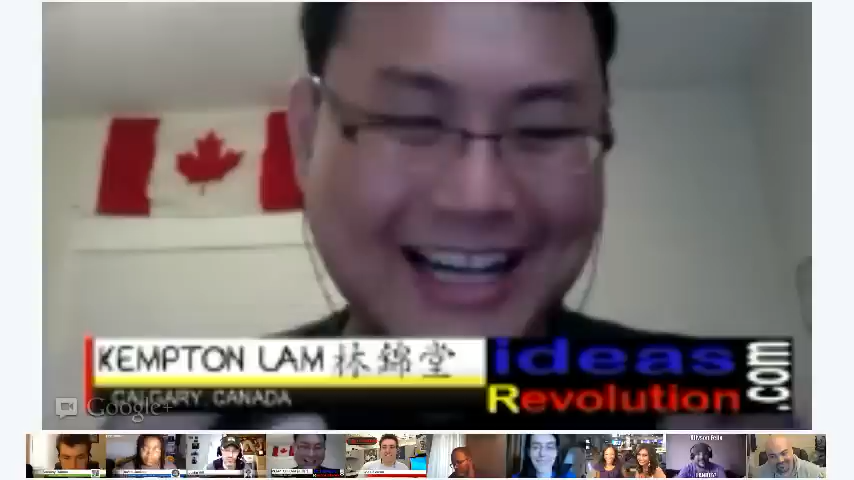 KEMPTON LAM 林錦堂
ideas
Revolution
.com
CALGARY, CANADA
Google+